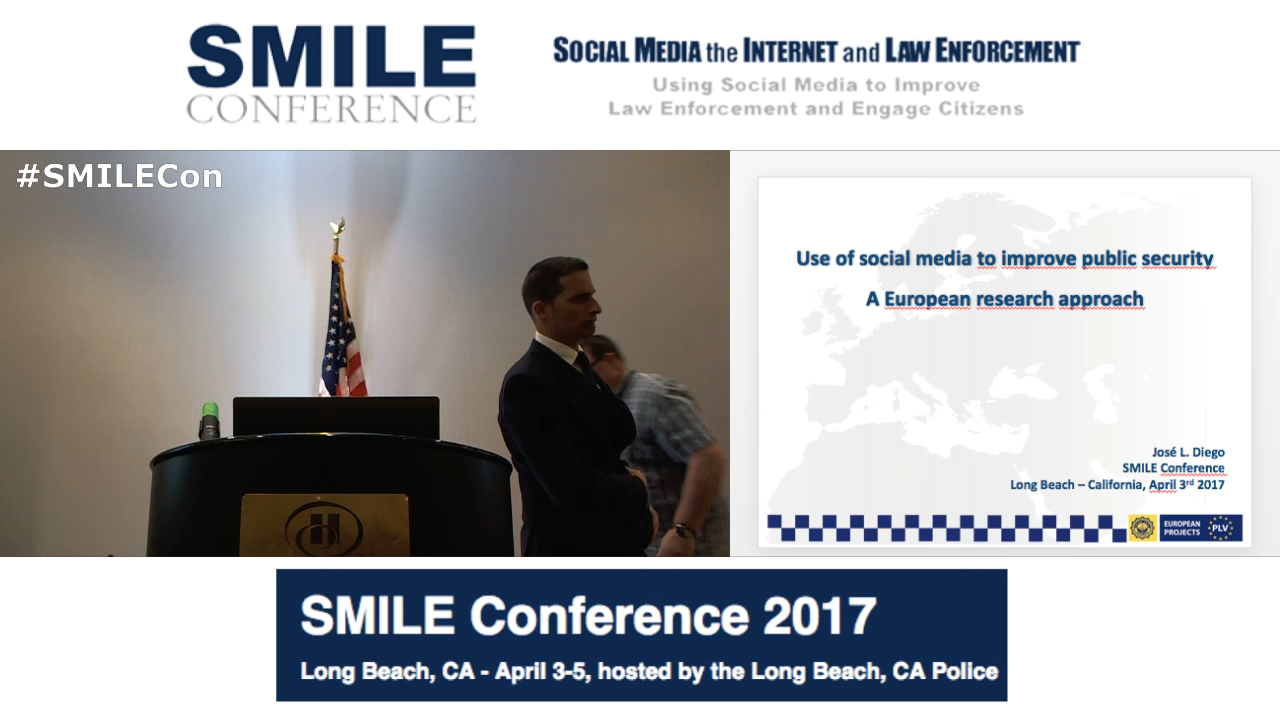 SMILE
CONFERENCE
SOCIAL MEDIA the INTERNET and LAW ENFORCEMENT
Using Social Media to Improve
Law Enforcement and Engage Citizens
#SMILECon
Use of social media to improve public security
A European research approach
José L. Diego
SMILE Conference
Long Beach – California, April 3rd 2017
EUROPEAN
PROJECTS
PLV
SMILE Conference 2017
Long Beach, CA - April 3-5, hosted by the Long Beach, CA Police